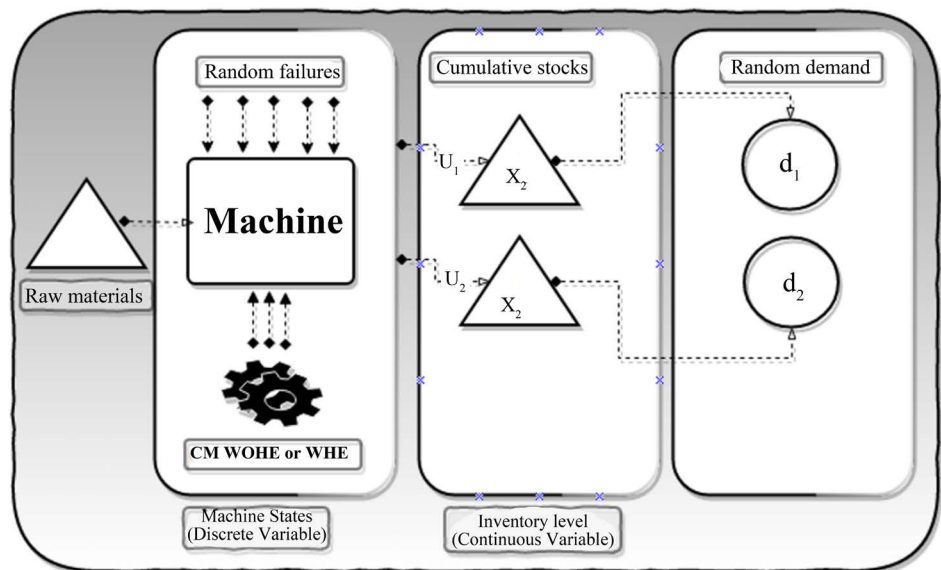 Random failures
Cumulative stocks
Random demand
U₁
X₂
d₁
Machine
Raw materials
U₂
X₂
d₂
CM WOHE or WHE
Machine States
(Discrete Variable)
Inventory level
(Continuous Variable)